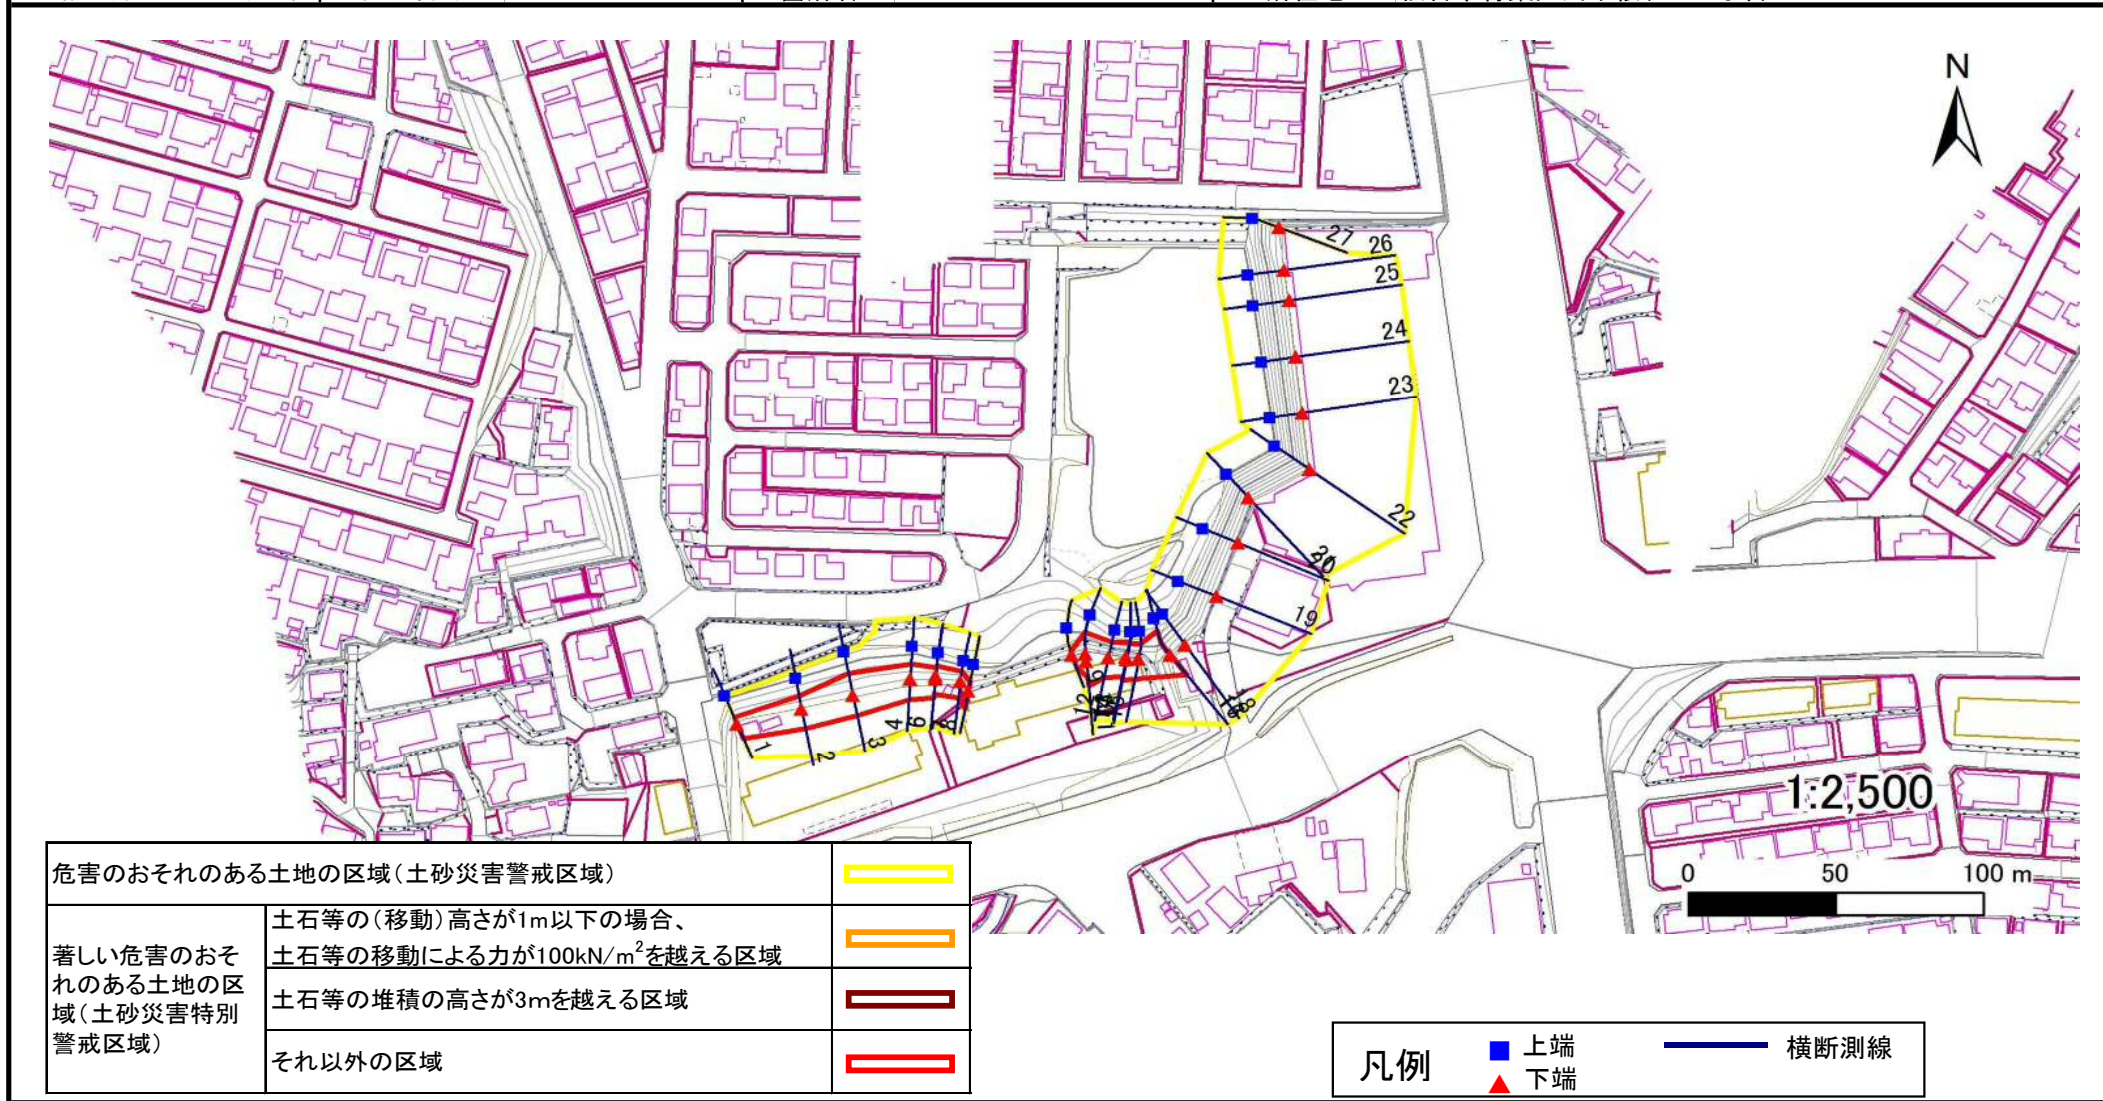 N
27
26
25
24
23
22
20
19
18
12
1
2
3
4
6
8
1:2,500
0 50 100 m
危害のおそれのある土地の区域(土砂災害警戒区域)
著しい危害のおそ
れのある土地の区
域(土砂災害特別
警戒区域)
土石等の(移動)高さが1m以下の場合、
土石等の移動による力が100kN/m²を越える区域
土石等の堆積の高さが3mを越える区域
それ以外の区域
凡例
上端
下端
横断測線